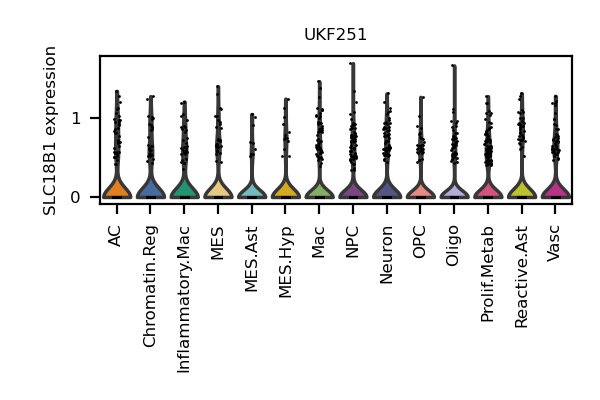 UKF251
SLC18B1 expression
1
0
AC
Chromatin.Reg
Inflammatory.Mac
MES
MES.Ast
MES.Hyp
Mac
NPC
Neuron
OPC
Oligo
Prolif.Metab
Reactive.Ast
Vasc